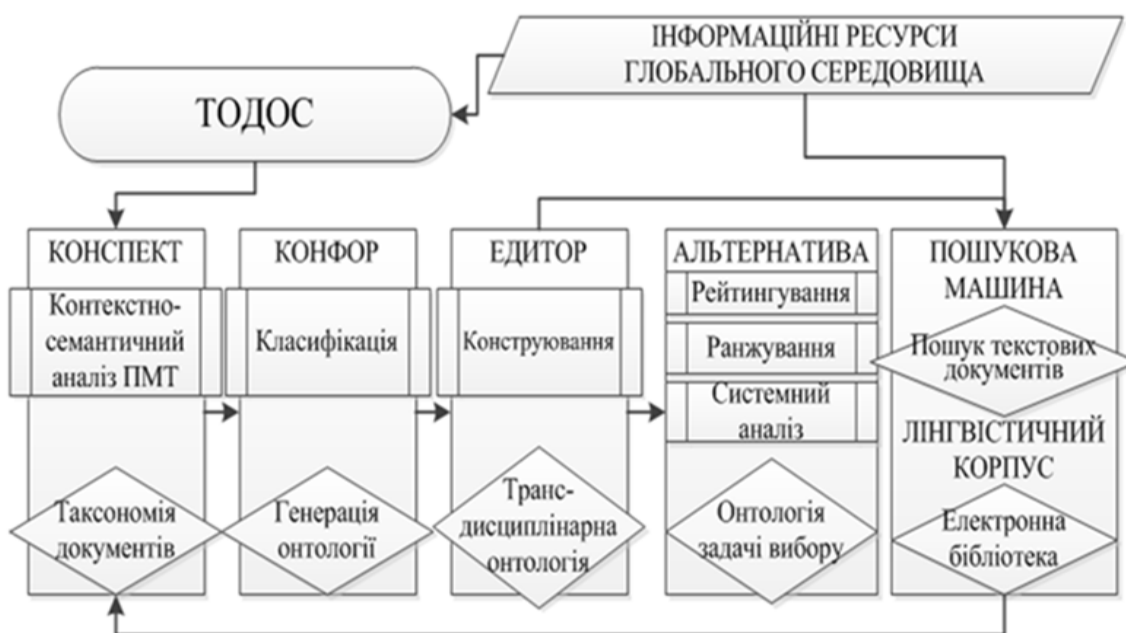 ІНФОРМАЦІЙНІ РЕСУРСИ
ГЛОБАЛЬНОГО СЕРЕДОВИЩА
ТОДОС
КОНСПЕКТ
Контекстно-
семантичний
аналіз ПМТ
Таксономія
документів
КОНФОР
Класифікація
Генерація
онтології
ЕДИТОР
Конструювання
Транс-
дисциплінарна
онтологія
АЛЬТЕРНАТИВА
Рейтингування
Ранжування
Системний
аналіз
Онтологія
задачі вибору
ПОШУКОВА
МАШИНА
Пошук текстових
документів
ЛІНГВІСТИЧНИЙ
КОРПУС
Електронна
бібліотека